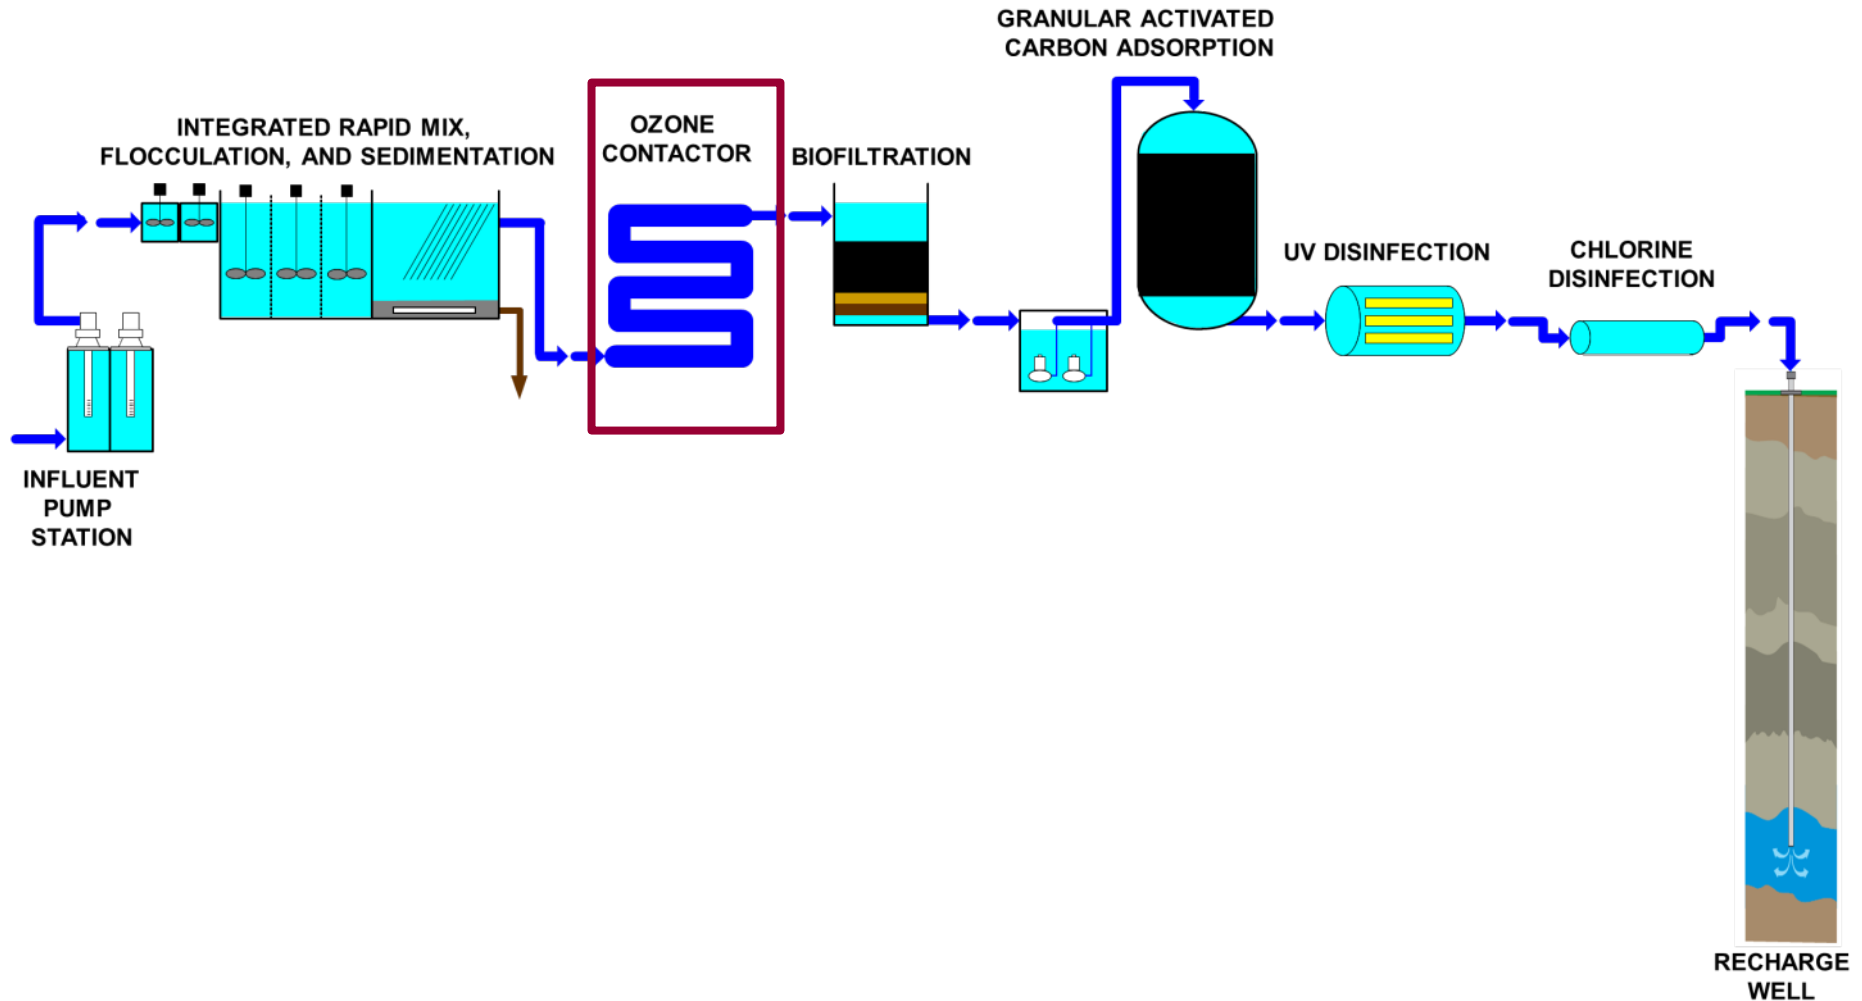 GRANULAR ACTIVATED
CARBON ADSORPTION
INTEGRATED RAPID MIX,
FLOCCULATION, AND SEDIMENTATION
OZONE
CONTACTOR
BIOFILTRATION
UV DISINFECTION
CHLORINE
DISINFECTION
INFLUENT
PUMP
STATION
RECHARGE
WELL